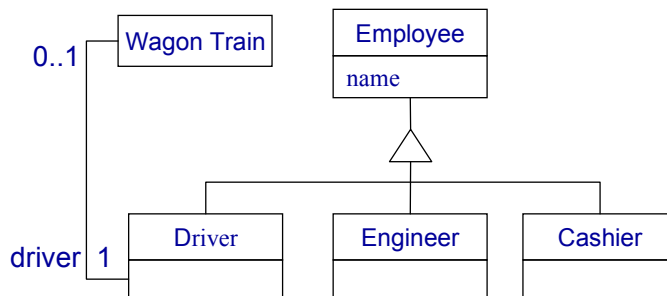 Wagon Train
Employee
0..1
name
Driver
Engineer
Cashier
driver 1